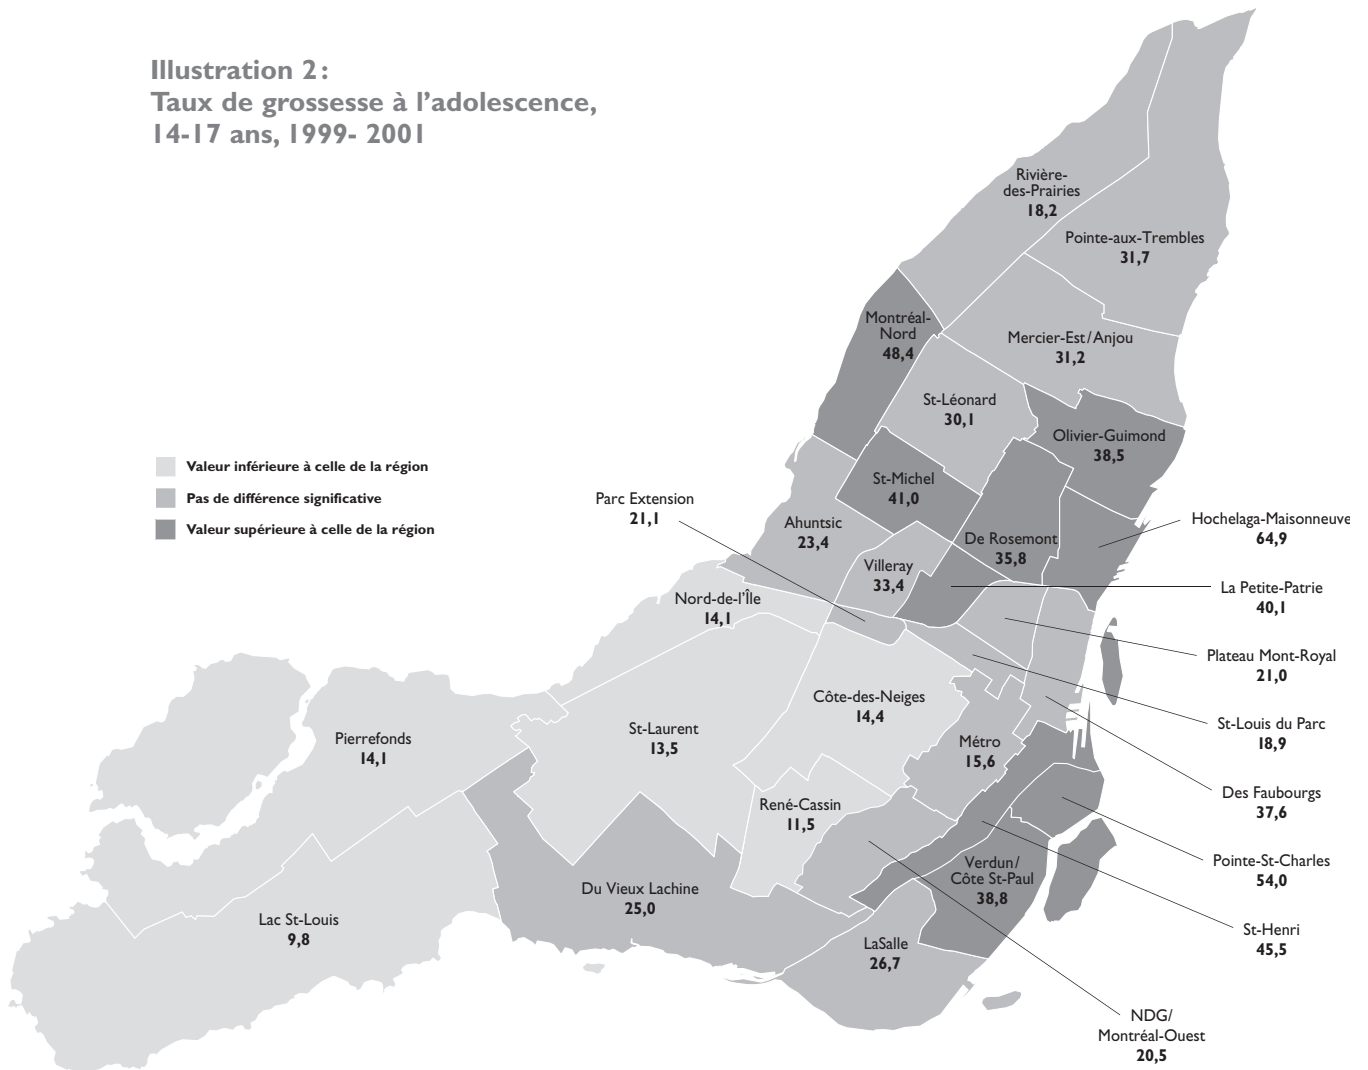 Illustration 2 :
Taux de grossesse à l’adolescence,
14-17 ans, 1999- 2001
Rivière-
des-Prairies
18,2
Pointe-aux-Trembles
31,7
Montréal-
Nord
48,4
Mercier-Est/Anjou
31,2
St-Léonard
30,1
Olivier-Guimond
38,5
Valeur inférieure à celle de la région
Pas de différence significative
Valeur supérieure à celle de la région
St-Michel
41,0
Parc Extension
21,1
Ahuntsic
23,4
De Rosemont
35,8
Hochelaga-Maisonneuve
64,9
Villeray
33,4
La Petite-Patrie
40,1
Nord-de-l’Île
14,1
Plateau Mont-Royal
21,0
Côte-des-Neiges
14,4
St-Louis du Parc
18,9
St-Laurent
13,5
Pierrefonds
14,1
Métro
15,6
Des Faubourgs
37,6
René-Cassin
11,5
Pointe-St-Charles
54,0
Verdun/
Côte St-Paul
38,8
Du Vieux Lachine
25,0
Lac St-Louis
9,8
St-Henri
45,5
LaSalle
26,7
NDG/
Montréal-Ouest
20,5